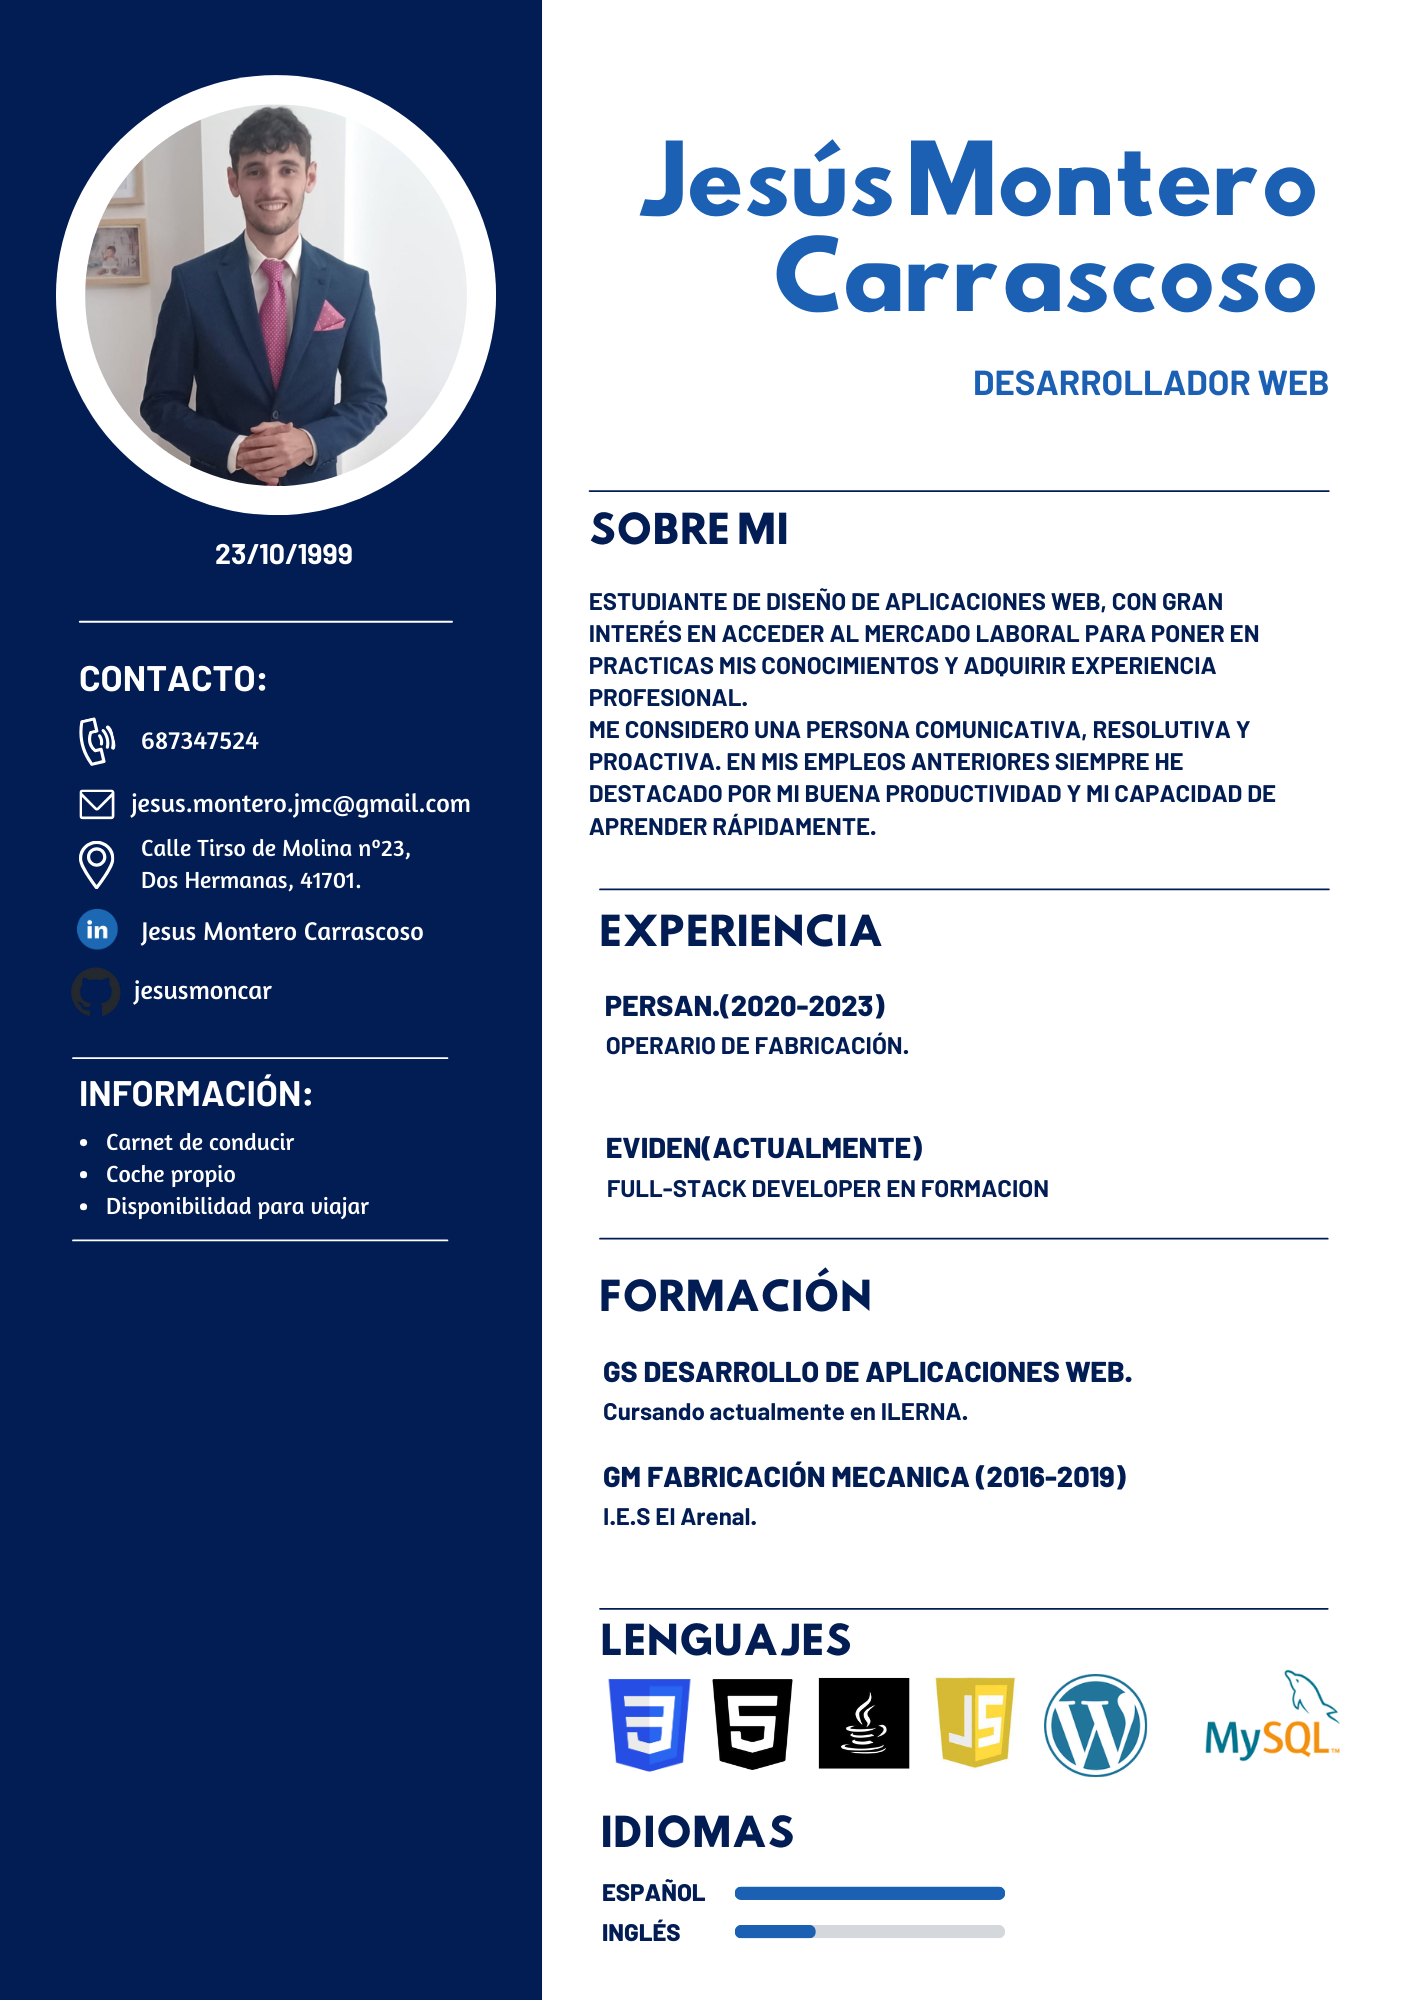 Jesús Montero
Carrascoso
DESARROLLADOR WEB
23/10/1999
CONTACTO:
687347524
jesus.montero.jmc@gmail.com
Calle Tirso de Molina nº23,
Dos Hermanas, 41701.
in
Jesus Montero Carrascoso
jesusmoncar
INFORMACIÓN:
• Carnet de conducir
• Coche propio
• Disponibilidad para viajar
SOBRE MI
ESTUDIANTE DE DISEÑO DE APLICACIONES WEB, CON GRAN
INTERÉS EN ACCEDER AL MERCADO LABORAL PARA PONER EN
PRACTICAS MIS CONOCIMIENTOS Y ADQUIRIR EXPERIENCIA
PROFESIONAL.
ME CONSIDERO UNA PERSONA COMUNICATIVA, RESOLUTIVA Y
PROACTIVA. EN MIS EMPLEOS ANTERIORES SIEMPRE HE
DESTACADO POR MI BUENA PRODUCTIVIDAD Y MI CAPACIDAD DE
APRENDER RÁPIDAMENTE.
EXPERIENCIA
PERSAN.(2020-2023)
OPERARIO DE FABRICACIÓN.
EVIDEN(ACTUALMENTE)
FULL-STACK DEVELOPER EN FORMACION
FORMACIÓN
GS DESARROLLO DE APLICACIONES WEB.
Cursando actualmente en ILERNA.
GM FABRICACIÓN MECANICA (2016-2019)
I.E.S El Arenal.
LENGUAJES
3 5 JS W MySQL™
IDIOMAS
ESPAÑOL
INGLÉS